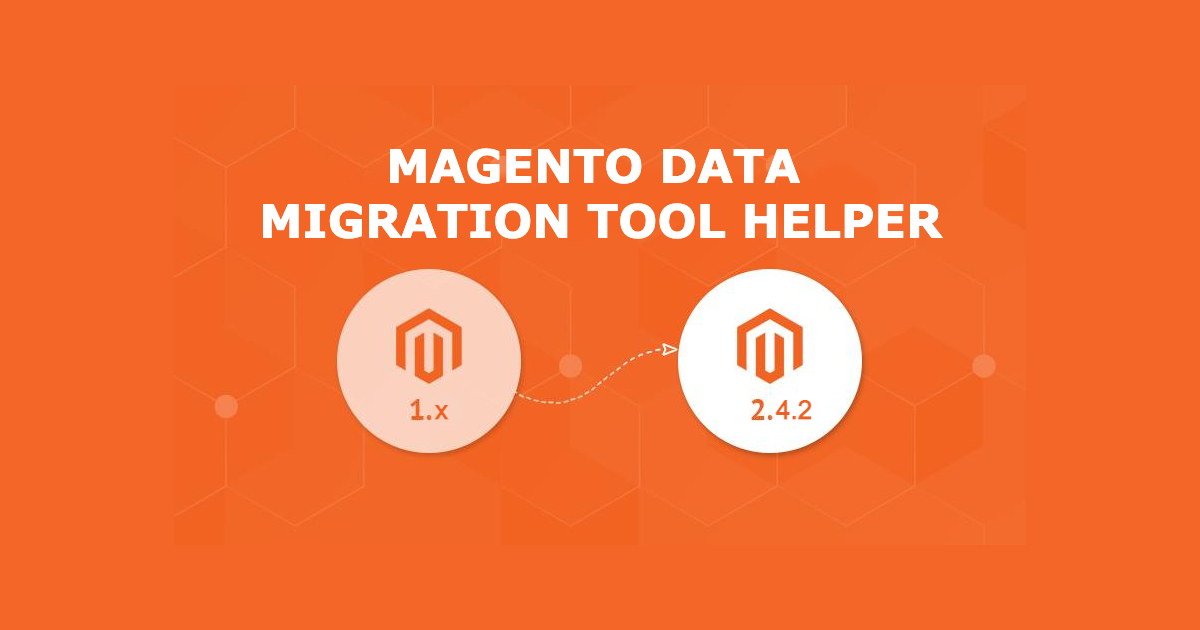 MAGENTO DATA
MIGRATION TOOL HELPER
1.x
2.4.2